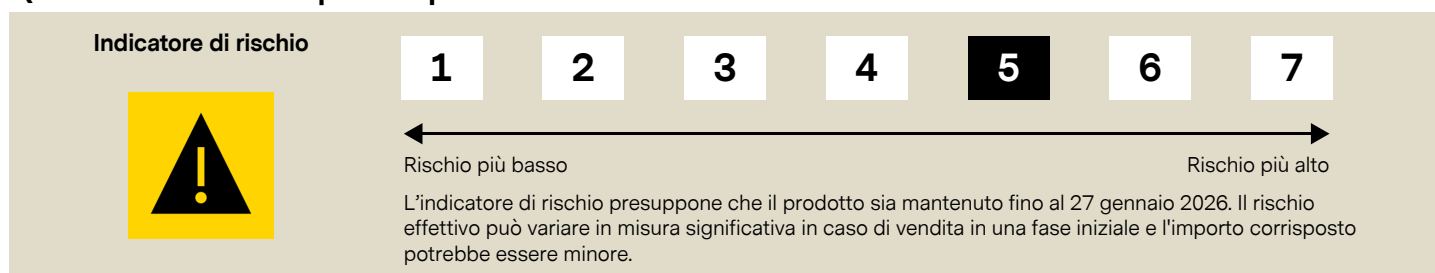 Indicatore di rischio
1 2 3 4 5 6 7
Rischio più basso Rischio più alto
L'indicatore di rischio presuppone che il prodotto sia mantenuto fino al 27 gennaio 2026. Il rischio
effettivo può variare in misura significativa in caso di vendita in una fase iniziale e l'importo corrisposto
potrebbe essere minore.